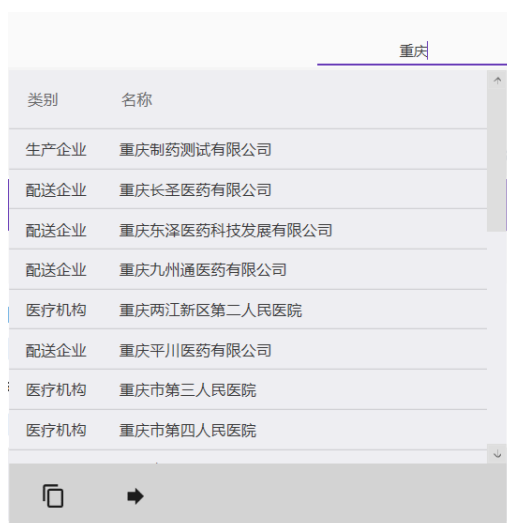 重庆
类别 名称
生产企业 重庆制药测试有限公司
配送企业 重庆长圣医药有限公司
配送企业 重庆东泽医药科技发展有限公司
配送企业 重庆九州通医药有限公司
医疗机构 重庆两江新区第二人民医院
配送企业 重庆平川医药有限公司
医疗机构 重庆市第三人民医院
医疗机构 重庆市第四人民医院